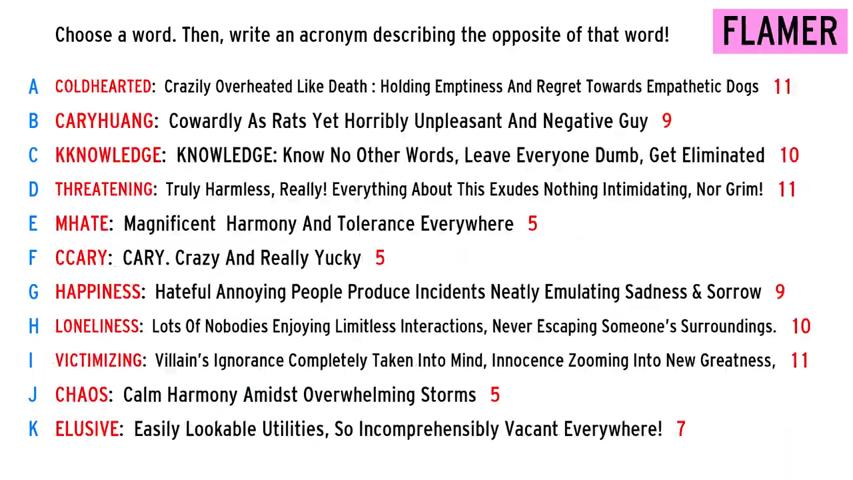 Choose a word. Then, write an acronym describing the opposite of that word! FLAMER
A COLDHEARTED: Crazily Overheated Like Death : Holding Emptiness And Regret Towards Empathetic Dogs 11
B CARYHUANG: Cowardly As Rats Yet Horribly Unpleasant And Negative Guy 9
C KKNOWLEDGE: KNOWLEDGE: Know No Other Words, Leave Everyone Dumb, Get Eliminated 10
D THREATENING: Truly Harmless, Really! Everything About This Exudes Nothing Intimidating, Nor Grim! 11
E MHATE: Magnificent Harmony And Tolerance Everywhere 5
F CCARY: CARY. Crazy And Really Yucky 5
G HAPPINESS: Hateful Annoying People Produce Incidents Neatly Emulating Sadness & Sorrow 9
H LONELINESS: Lots Of Nobodies Enjoying Limitless Interactions, Never Escaping Someone's Surroundings. 10
I VICTIMIZING: Villain's Ignorance Completely Taken Into Mind, Innocence Zooming Into New Greatness, 11
J CHAOS: Calm Harmony Amidst Overwhelming Storms 5
K ELUSIVE: Easily Lookable Utilities, So Incomprehensibly Vacant Everywhere! 7